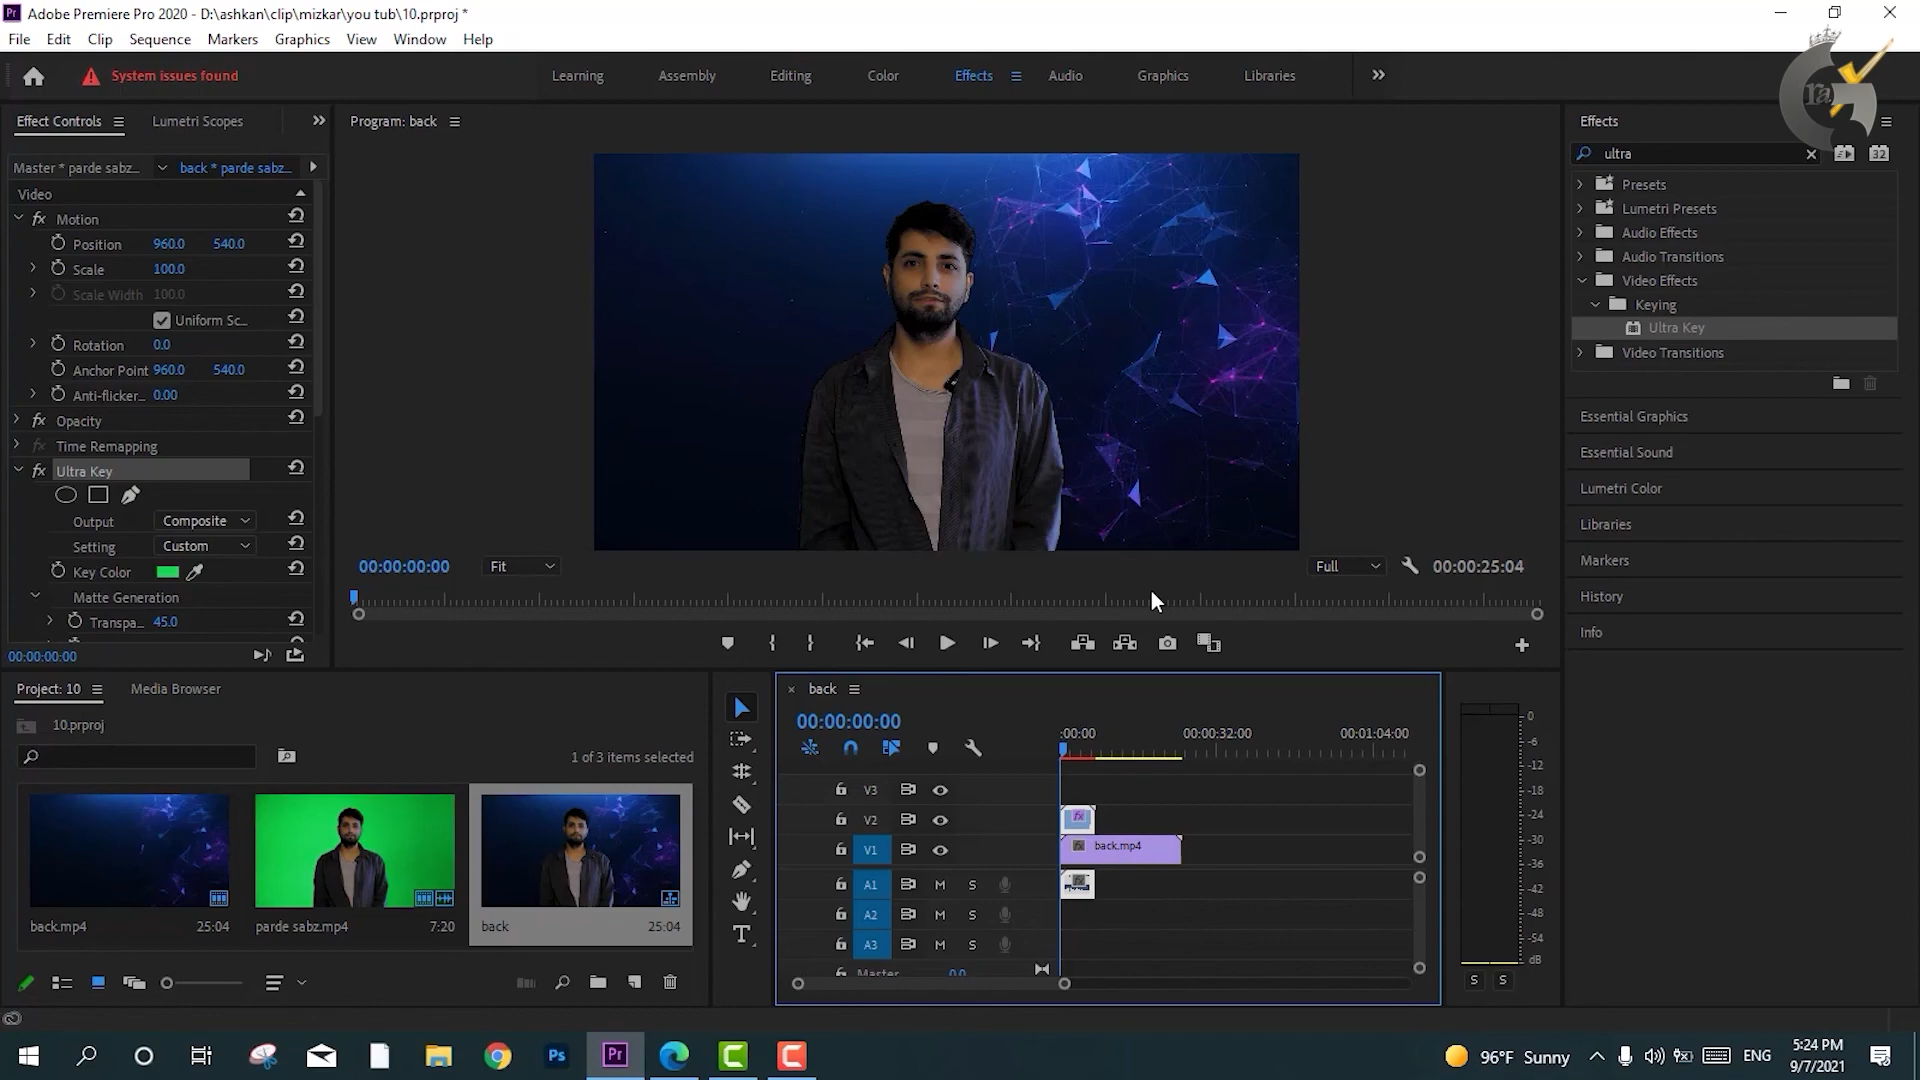 Adobe Premiere Pro 2020 - D:\ashkan\clip\mizkar\you tub\10.prproj *
File Edit Clip Sequence Markers Graphics View Window Help
System issues found
Learning Assembly Editing Color Effects Audio Graphics Libraries
Effect Controls Lumetri Scopes
Program: back
Effects
Master * parde sabz... back * parde sabz...
ultra
32
Video
Presets
Motion
Lumetri Presets
Position 960.0 540.0
Audio Effects
Scale 100.0
Audio Transitions
Scale Width 100.0
Video Effects
Uniform Sc...
Keying
Rotation 0.0
Ultra Key
Anchor Point 960.0 540.0
Video Transitions
Anti-flicker... 0.00
Opacity
Essential Graphics
Time Remapping
Essential Sound
Ultra Key
Lumetri Color
Output Composite
Libraries
Setting Custom
Markers
Key Color
00:00:00:00 Fit Full 00:00:25:04
Matte Generation
History
Transpa... 45.0
Info
00:00:00:00
Project: 10 Media Browser
back
10.prproj
00:00:00:00
:00:00 00:00:32:00 00:01:04:00
1 of 3 items selected
V3
V2 fx
V1 back.mp4
A1 M S
A2 M S
A3 M S
Master 0.0
back.mp4 25:04
parde sabz.mp4 7:20
back 25:04
0
-6
-12
-18
-24
-30
-36
-42
-48
-54
dB
S S
Ps Pr
96°F Sunny ENG
5:24 PM
9/7/2021